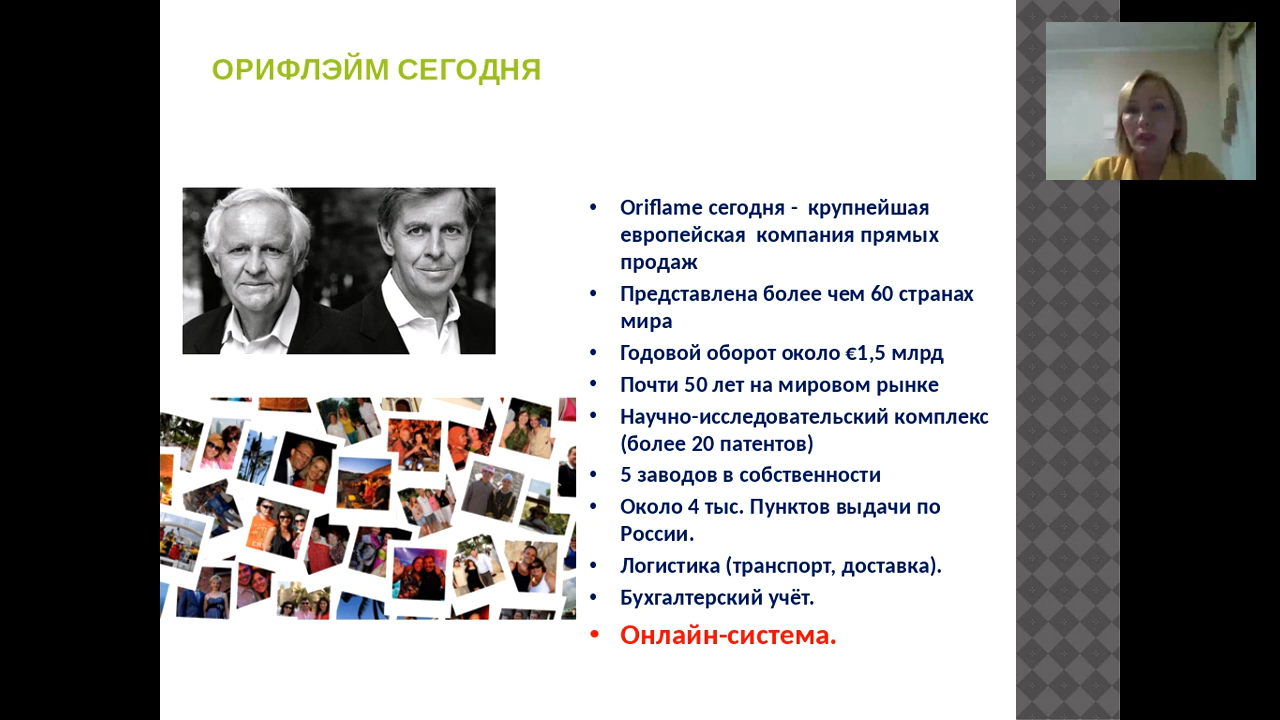 ОРИФЛЭЙМ СЕГОДНЯ
• Oriflame сегодня - крупнейшая
европейская компания прямых
продаж
• Представлена более чем 60 странах
мира
• Годовой оборот около €1,5 млрд
• Почти 50 лет на мировом рынке
• Научно-исследовательский комплекс
(более 20 патентов)
• 5 заводов в собственности
• Около 4 тыс. Пунктов выдачи по
России.
• Логистика (транспорт, доставка).
• Бухгалтерский учёт.
• Онлайн-система.